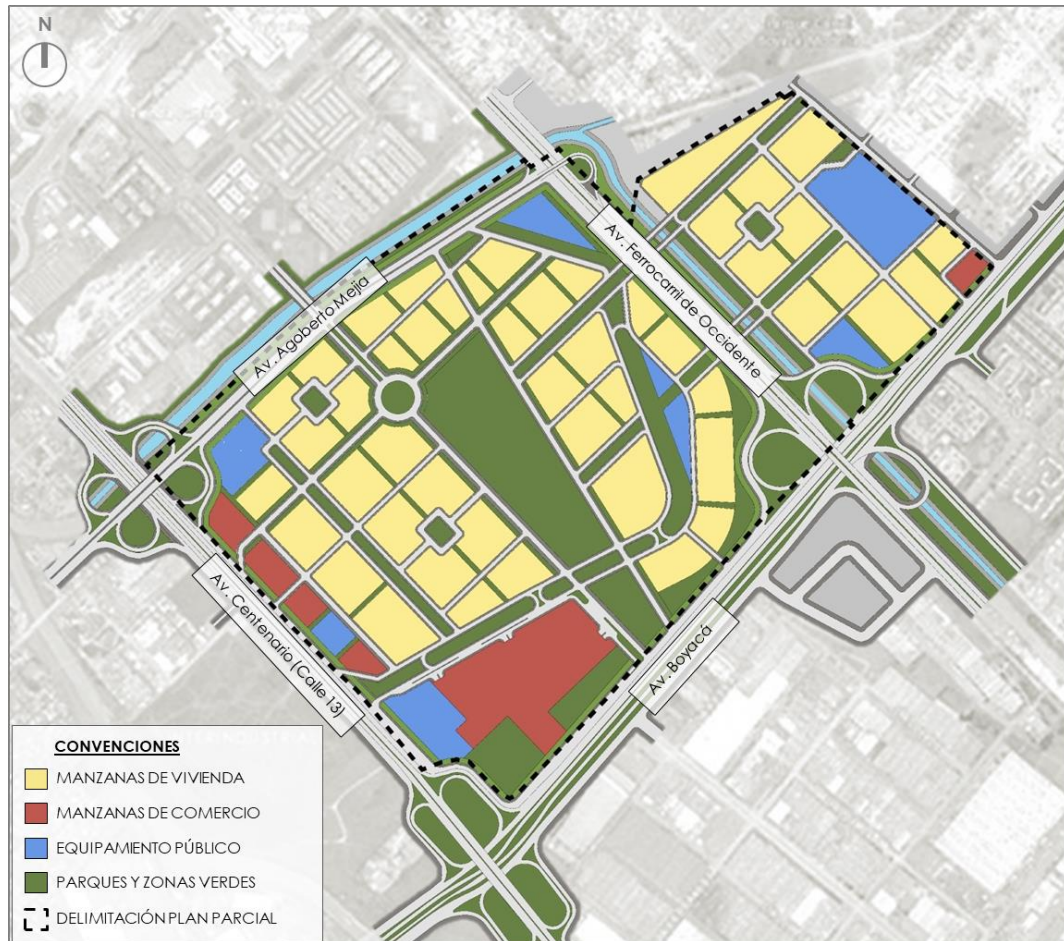 N
Av. Ferrocarril de Occidente
Av. Agoberto Mejia
Av. Centenario (Calle 13)
Av. Boyacá
CONVENCIONES
MANZANAS DE VIVIENDA
MANZANAS DE COMERCIO
EQUIPAMIENTO PÚBLICO
PARQUES Y ZONAS VERDES
DELIMITACIÓN PLAN PARCIAL